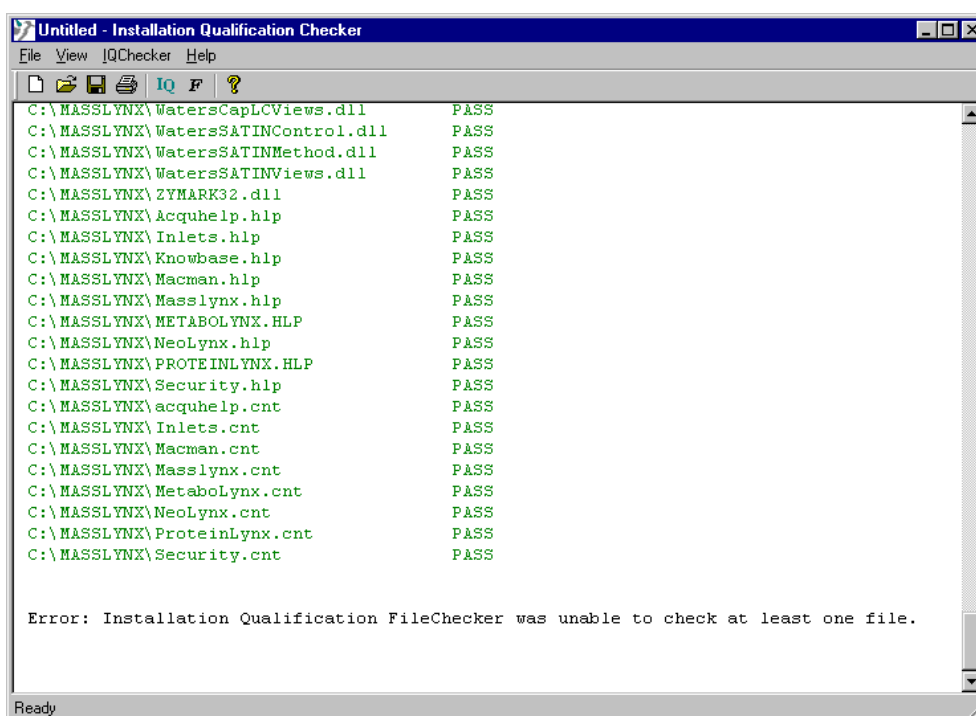 Untitled - Installation Qualification Checker
File View IQChecker Help
IQ F ?
C:\MASSLYNX\WatersCapLCViews.dll PASS
C:\MASSLYNX\WatersSATINControl.dll PASS
C:\MASSLYNX\WatersSATINMethod.dll PASS
C:\MASSLYNX\WatersSATINViews.dll PASS
C:\MASSLYNX\ZYMARK32.dll PASS
C:\MASSLYNX\Acquhelp.hlp PASS
C:\MASSLYNX\Inlets.hlp PASS
C:\MASSLYNX\Knowbase.hlp PASS
C:\MASSLYNX\Macman.hlp PASS
C:\MASSLYNX\Masslynx.hlp PASS
C:\MASSLYNX\METABOLYNX.HLP PASS
C:\MASSLYNX\NeoLynx.hlp PASS
C:\MASSLYNX\PROTEINLYNX.HLP PASS
C:\MASSLYNX\Security.hlp PASS
C:\MASSLYNX\acquhelp.cnt PASS
C:\MASSLYNX\Inlets.cnt PASS
C:\MASSLYNX\Macman.cnt PASS
C:\MASSLYNX\Masslynx.cnt PASS
C:\MASSLYNX\MetaboLynx.cnt PASS
C:\MASSLYNX\NeoLynx.cnt PASS
C:\MASSLYNX\ProteinLynx.cnt PASS
C:\MASSLYNX\Security.cnt PASS
Error: Installation Qualification FileChecker was unable to check at least one file.
Ready